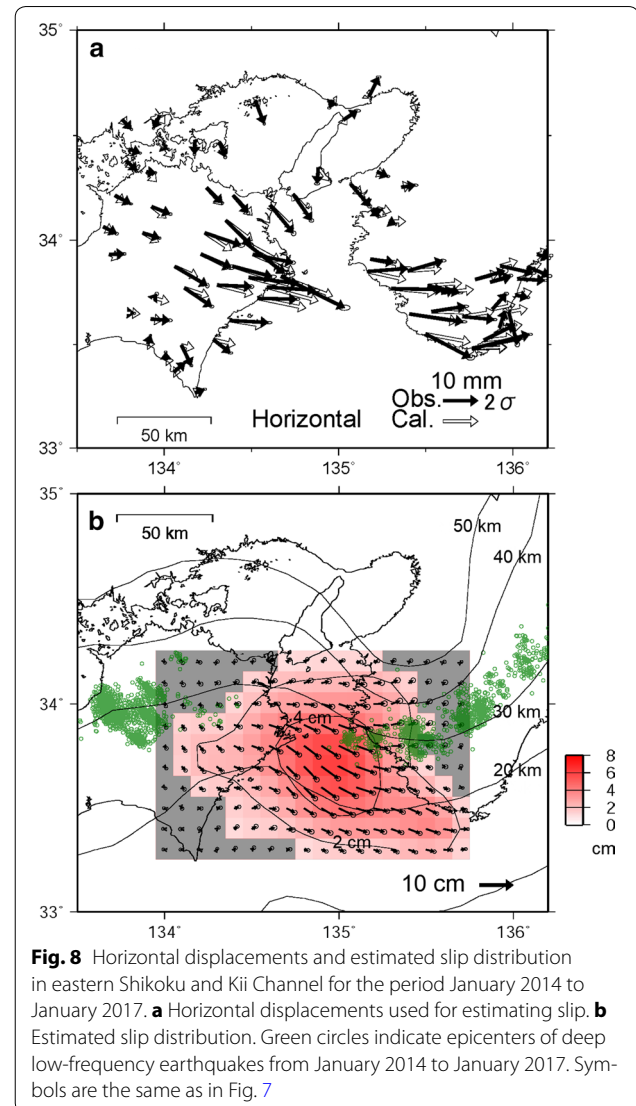 35°
a
34°
10 mm
Obs. 2 σ
Cal.
Horizontal
50 km
33°
134° 135° 136°
35°
b
50 km
50 km
40 km
34°
4 cm
30 km
20 km
2 cm
8
6
4
2
0
cm
10 cm
33°
134° 135° 136°
Fig. 8 Horizontal displacements and estimated slip distribution
in eastern Shikoku and Kii Channel for the period January 2014 to
January 2017. a Horizontal displacements used for estimating slip. b
Estimated slip distribution. Green circles indicate epicenters of deep
low-frequency earthquakes from January 2014 to January 2017. Sym-
bols are the same as in Fig. 7